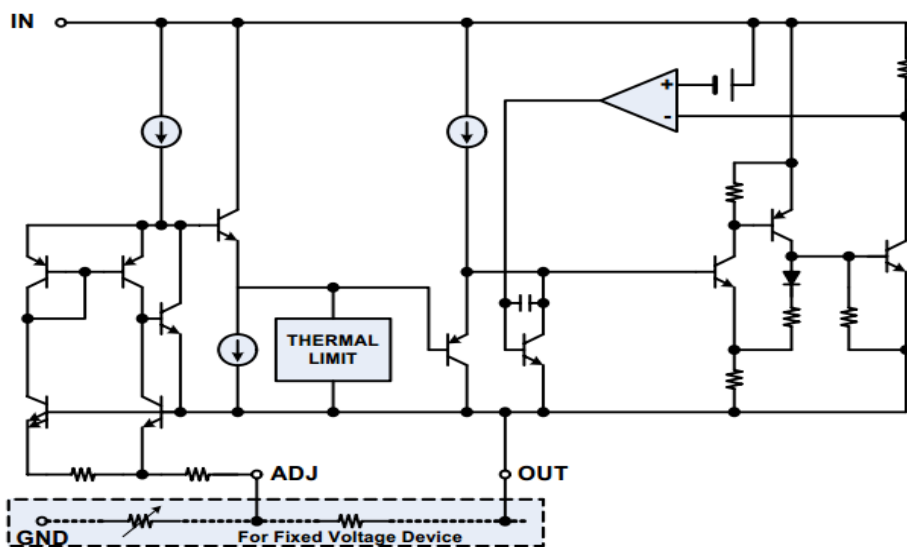 IN
+
-
THERMAL
LIMIT
ADJ
OUT
GND
For Fixed Voltage Device